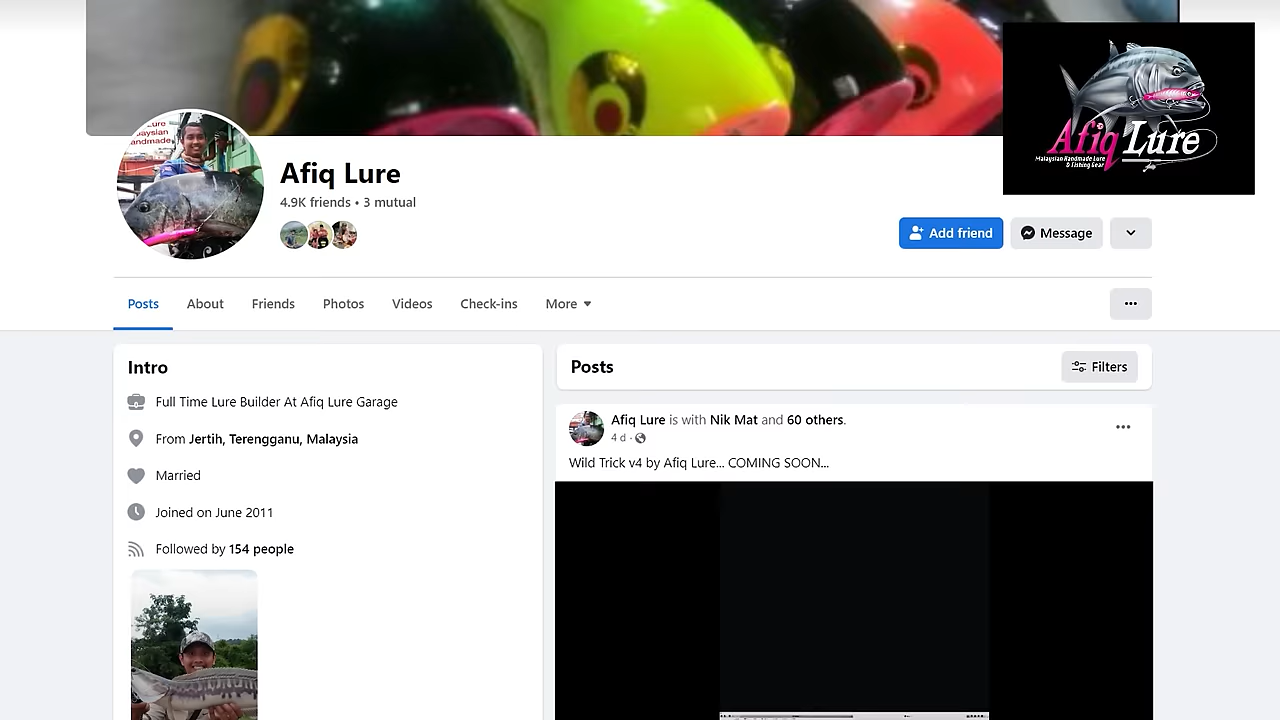 Lure
aysian
andmade
Afiq Lure
Malaysian Handmade Lure
& Fishing Gear
Afiq Lure
4.9K friends • 3 mutual
Add friend
Message
Posts
About
Friends
Photos
Videos
Check-ins
More
Intro
Full Time Lure Builder At Afiq Lure Garage
From Jertih, Terengganu, Malaysia
Married
Joined on June 2011
Followed by 154 people
Posts
Filters
Afiq Lure is with Nik Mat and 60 others.
4 d ·
Wild Trick v4 by Afiq Lure... COMING SOON...